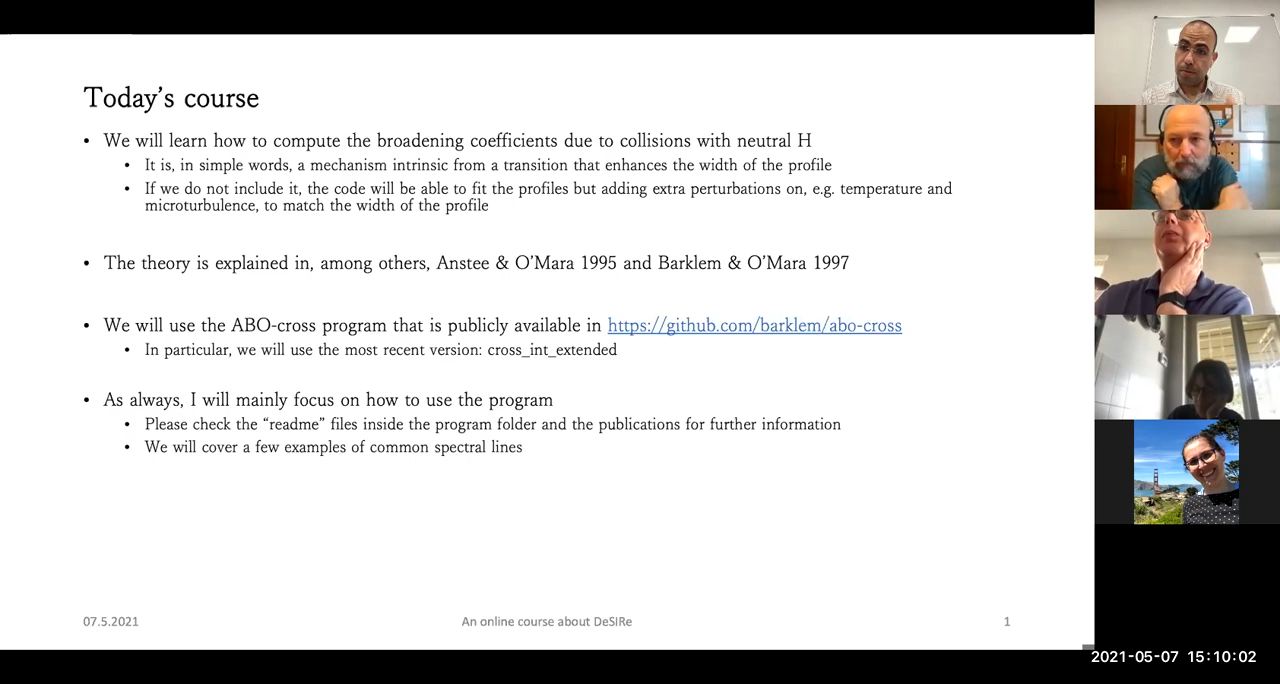 Today’s course
• We will learn how to compute the broadening coefficients due to collisions with neutral H
• It is, in simple words, a mechanism intrinsic from a transition that enhances the width of the profile
• If we do not include it, the code will be able to fit the profiles but adding extra perturbations on, e.g. temperature and
microturbulence, to match the width of the profile
• The theory is explained in, among others, Anstee & O’Mara 1995 and Barklem & O’Mara 1997
• We will use the ABO-cross program that is publicly available in https://github.com/barklem/abo-cross
• In particular, we will use the most recent version: cross_int_extended
• As always, I will mainly focus on how to use the program
• Please check the “readme” files inside the program folder and the publications for further information
• We will cover a few examples of common spectral lines
07.5.2021
An online course about DeSIRe
1
2021-05-07 15:10:02